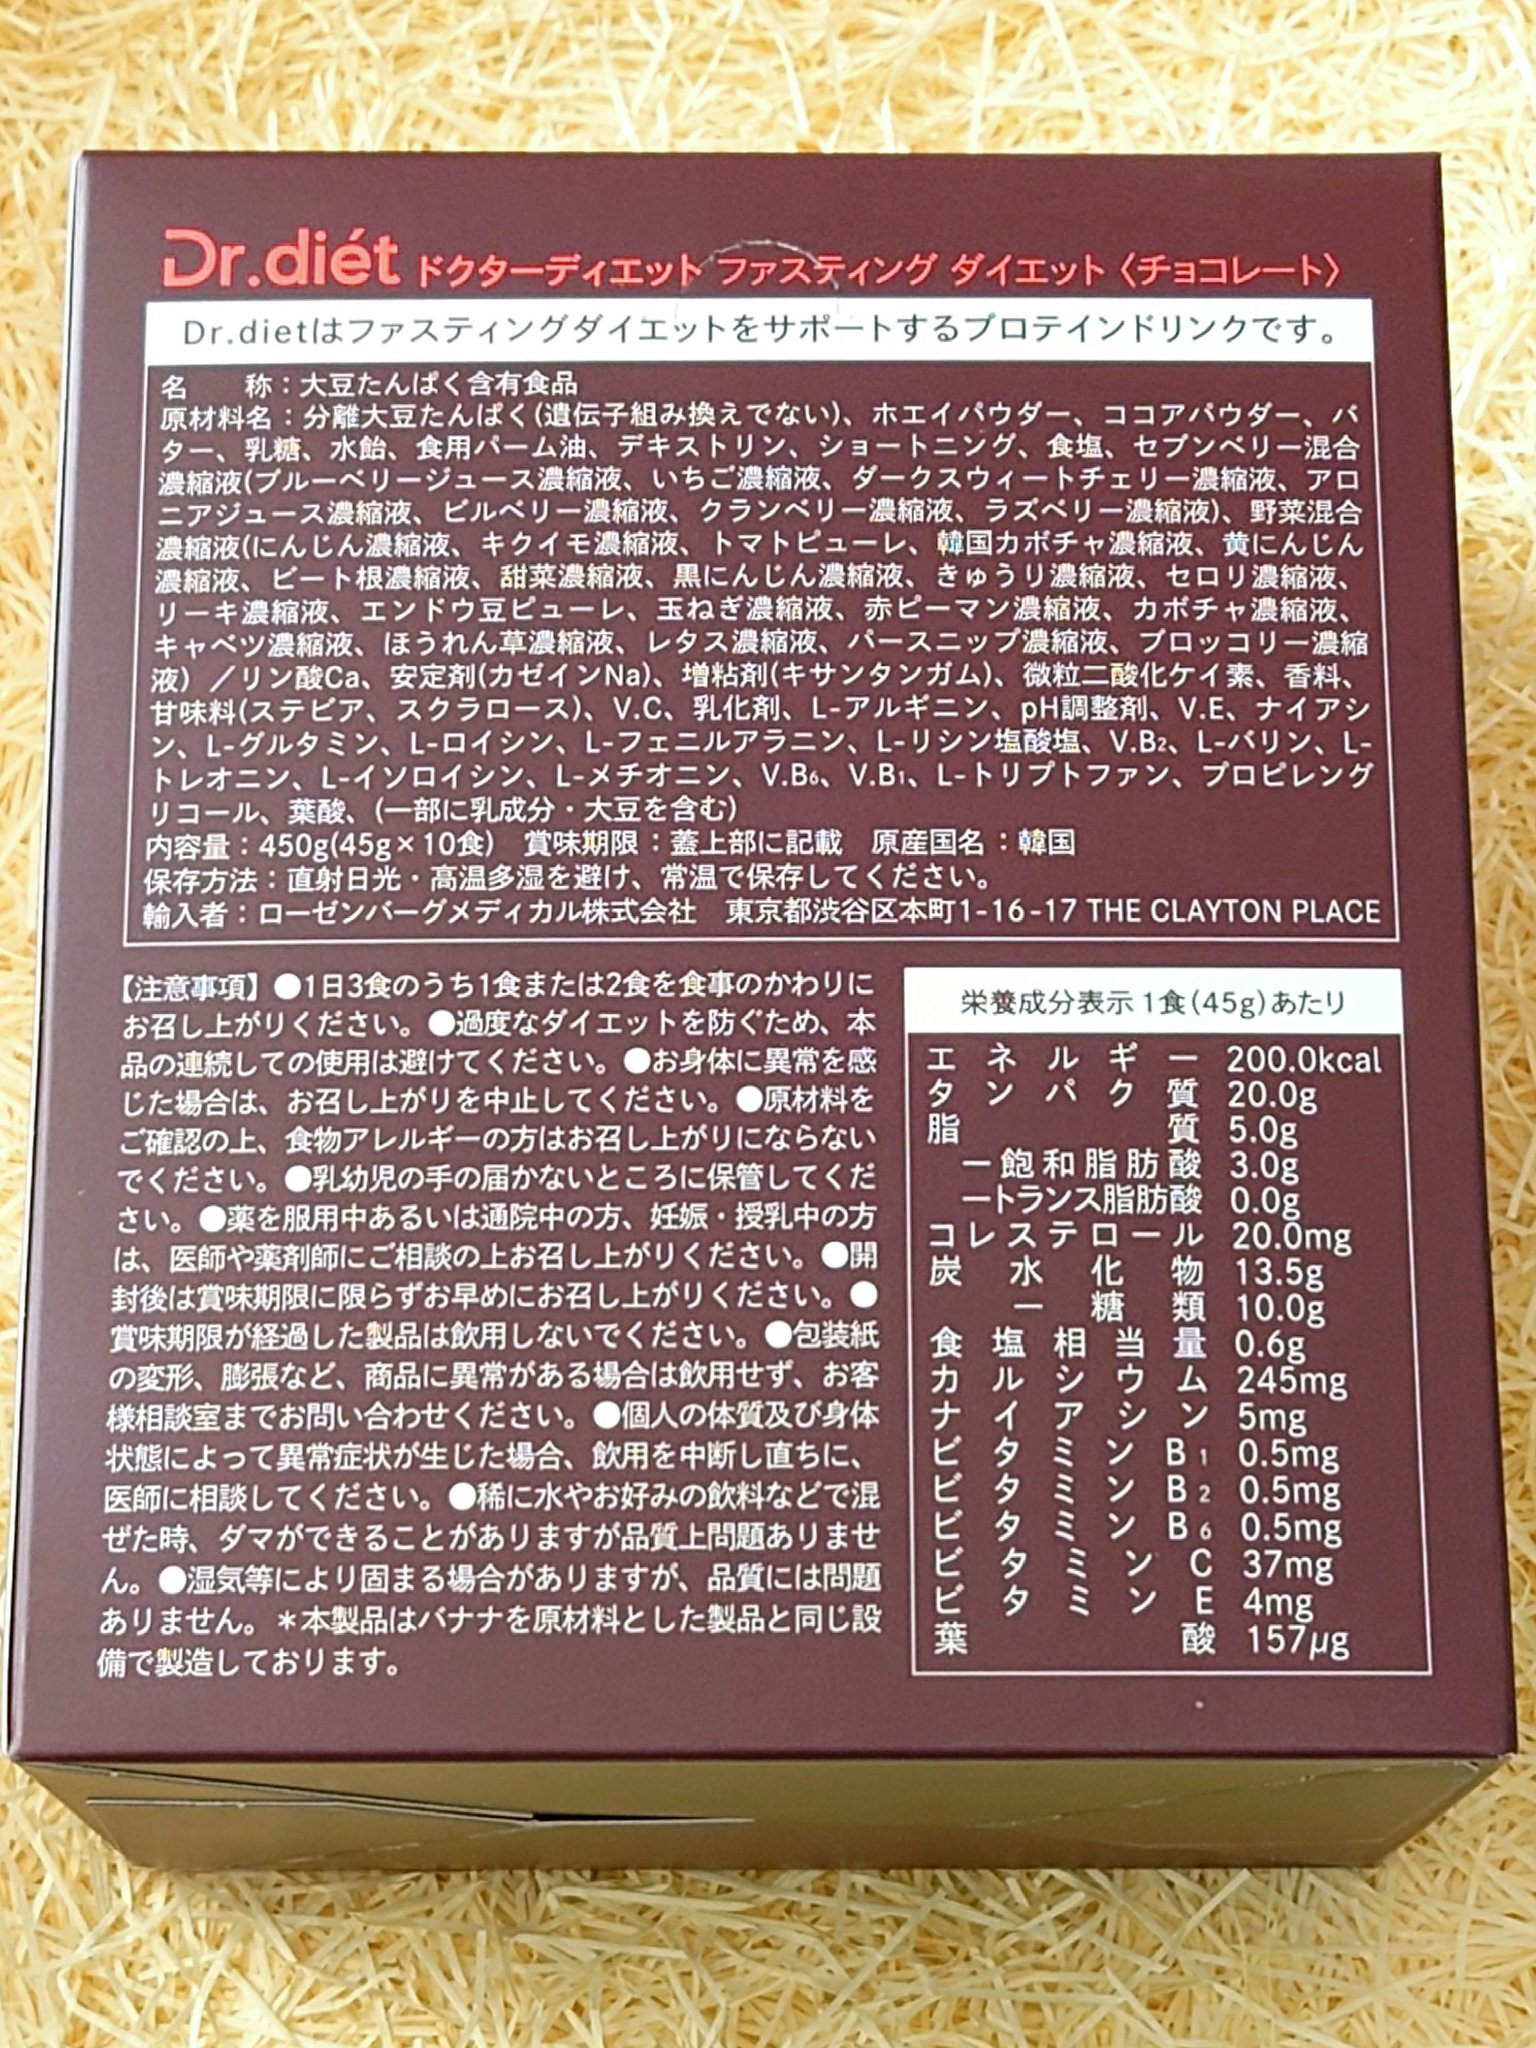 Dr.diét ドクターディエット ファスティング ダイエット〈チョコレート〉
Dr.dietはファスティングダイエットをサポートするプロテインドリンクです。
名　　称：大豆たんぱく含有食品
原材料名：分離大豆たんぱく(遺伝子組み換えでない)、ホエイパウダー、ココアパウダー、バ
ター、乳糖、水飴、食用パーム油、デキストリン、ショートニング、食塩、セブンベリー混合
濃縮液(ブルーベリージュース濃縮液、いちご濃縮液、ダークスウィートチェリー濃縮液、アロ
ニアジュース濃縮液、ビルベリー濃縮液、クランベリー濃縮液、ラズベリー濃縮液)、野菜混合
濃縮液(にんじん濃縮液、キクイモ濃縮液、トマトピューレ、韓国カボチャ濃縮液、黄にんじん
濃縮液、ビート根濃縮液、甜菜濃縮液、黒にんじん濃縮液、きゅうり濃縮液、セロリ濃縮液、
リーキ濃縮液、エンドウ豆ピューレ、玉ねぎ濃縮液、赤ピーマン濃縮液、カボチャ濃縮液、
キャベツ濃縮液、ほうれん草濃縮液、レタス濃縮液、パースニップ濃縮液、ブロッコリー濃縮
液）／リン酸Ca、安定剤(カゼインNa)、増粘剤(キサンタンガム)、微粒二酸化ケイ素、香料、
甘味料(ステビア、スクラロース)、V.C、乳化剤、L-アルギニン、pH調整剤、V.E、ナイアシ
ン、L-グルタミン、L-ロイシン、L-フェニルアラニン、L-リシン塩酸塩、V.B₂、L-バリン、L-
トレオニン、L-イソロイシン、L-メチオニン、V.B₆、V.B₁、L-トリプトファン、プロピレング
リコール、葉酸、(一部に乳成分・大豆を含む)
内容量：450g(45g×10食)　賞味期限：蓋上部に記載　原産国名：韓国
保存方法：直射日光・高温多湿を避け、常温で保存してください。
輸入者：ローゼンバーグメディカル株式会社　東京都渋谷区本町1-16-17 THE CLAYTON PLACE
【注意事項】●1日3食のうち1食または2食を食事のかわりに
お召し上がりください。●過度なダイエットを防ぐため、本
品の連続しての使用は避けてください。●お身体に異常を感
じた場合は、お召し上がりを中止してください。●原材料を
ご確認の上、食物アレルギーの方はお召し上がりにならない
でください。●乳幼児の手の届かないところに保管してくだ
さい。●薬を服用中あるいは通院中の方、妊娠・授乳中の方
は、医師や薬剤師にご相談の上お召し上がりください。●開
封後は賞味期限に限らずお早めにお召し上がりください。●
賞味期限が経過した製品は飲用しないでください。●包装紙
の変形、膨張など、商品に異常がある場合は飲用せず、お客
様相談室までお問い合わせください。●個人の体質及び身体
状態によって異常症状が生じた場合、飲用を中断し直ちに、
医師に相談してください。●稀に水やお好みの飲料などで混
ぜた時、ダマができることがありますが品質上問題ありませ
ん。●湿気等により固まる場合がありますが、品質には問題
ありません。＊本製品はバナナを原材料とした製品と同じ設
備で製造しております。
栄養成分表示 1食(45g)あたり
エネルギー 200.0kcal
タンパク質 20.0g
脂質 5.0g
ー飽和脂肪酸 3.0g
ートランス脂肪酸 0.0g
コレステロール 20.0mg
炭水化物 13.5g
ー糖類 10.0g
食塩相当量 0.6g
カルシウム 245mg
ナイアシン 5mg
ビタミンB₁ 0.5mg
ビタミンB₂ 0.5mg
ビタミンB₆ 0.5mg
ビタミンC 37mg
ビタミンE 4mg
葉酸 157μg